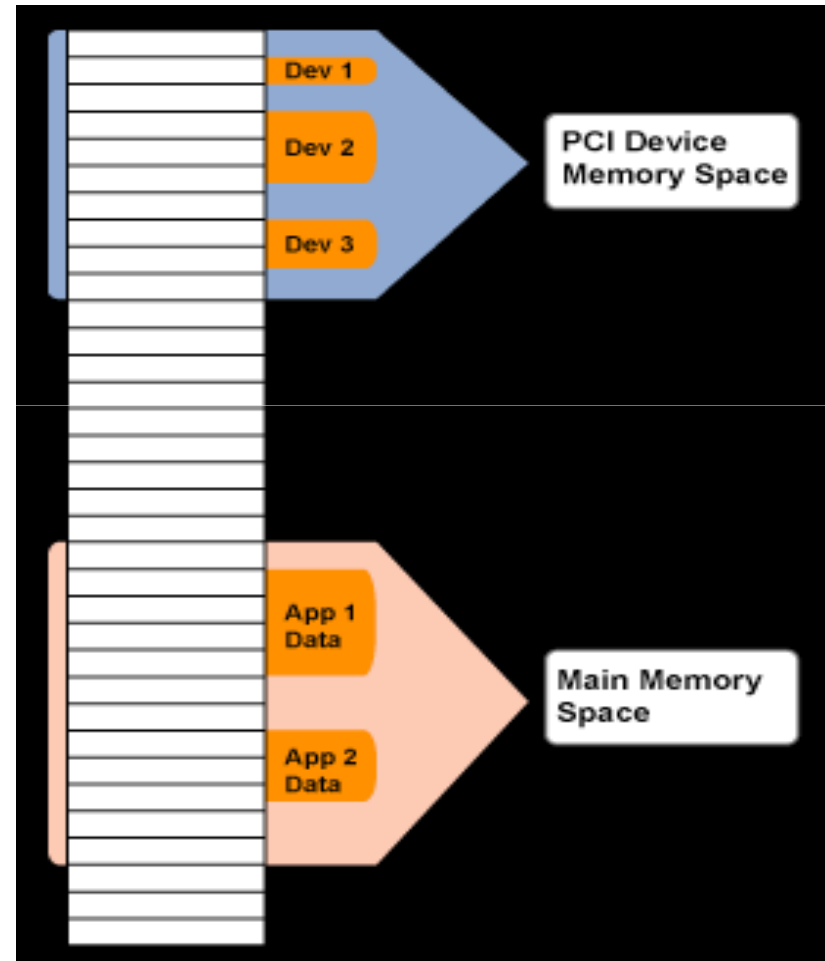 Dev 1
Dev 2
PCI Device
Memory Space
Dev 3
App 1
Data
Main Memory
Space
App 2
Data